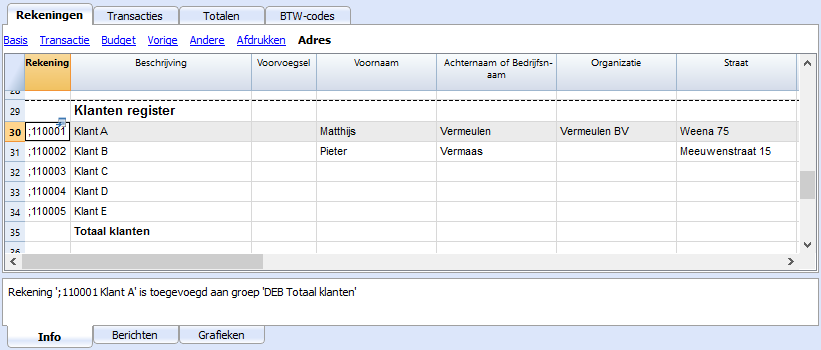 Rekeningen Transacties Totalen BTW-codes
Basis Transactie Budget Vorige Andere Afdrukken Adres
Rekening Beschrijving Voorvoegsel Voornaam Achternaam of Bedrijfsn- Organizatie Straat
aam
28
29 Klanten register
30 ;110001 Klant A Matthijs Vermeulen Vermeulen BV Weena 75
31 ;110002 Klant B Pieter Vermaas Meeuwenstraat 15
32 ;110003 Klant C
33 ;110004 Klant D
34 ;110005 Klant E
35 Totaal klanten
36
Rekening ';110001 Klant A' is toegevoegd aan groep 'DEB Totaal klanten'
Info Berichten Grafieken